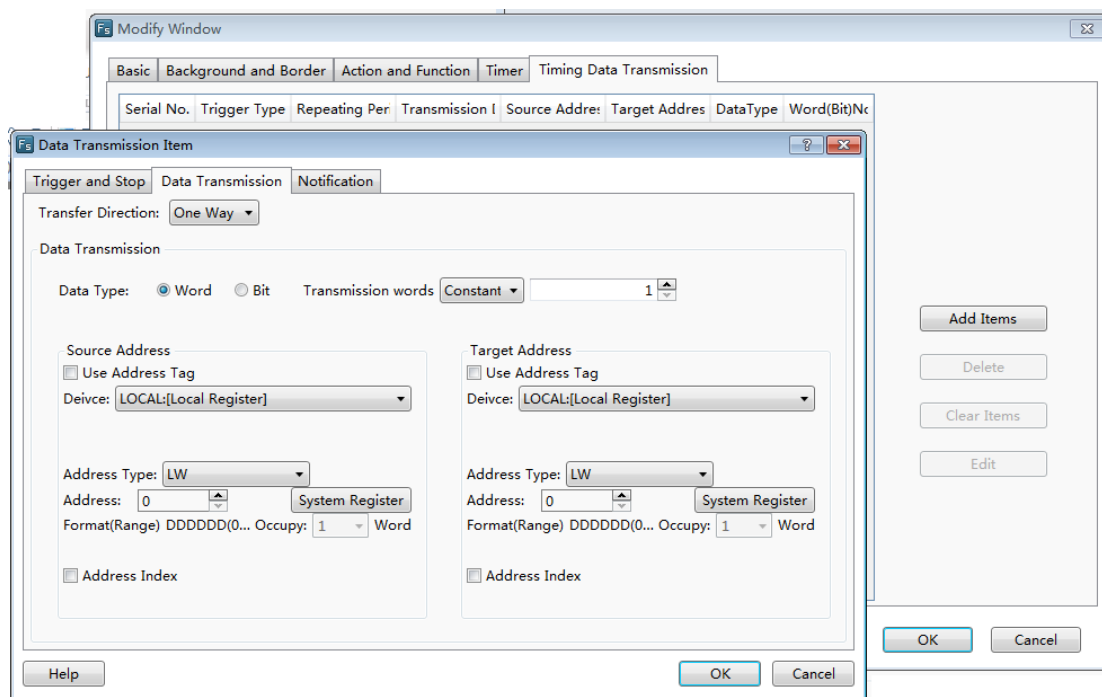 Fs Modify Window
Basic Background and Border Action and Function Timer Timing Data Transmission
Serial No. Trigger Type Repeating Per Transmission I Source Addres Target Addres DataType Word(Bit)Nc
Fs Data Transmission Item
Trigger and Stop Data Transmission Notification
Transfer Direction: One Way
Data Transmission
Data Type: Word Bit Transmission words Constant 1
Source Address
Use Address Tag
Deivce: LOCAL:[Local Register]
Address Type: LW
Address: 0 System Register
Format(Range) DDDDDD(0... Occupy: 1 Word
Address Index
Target Address
Use Address Tag
Deivce: LOCAL:[Local Register]
Address Type: LW
Address: 0 System Register
Format(Range) DDDDDD(0... Occupy: 1 Word
Address Index
Help OK Cancel
Add Items
Delete
Clear Items
Edit
OK Cancel